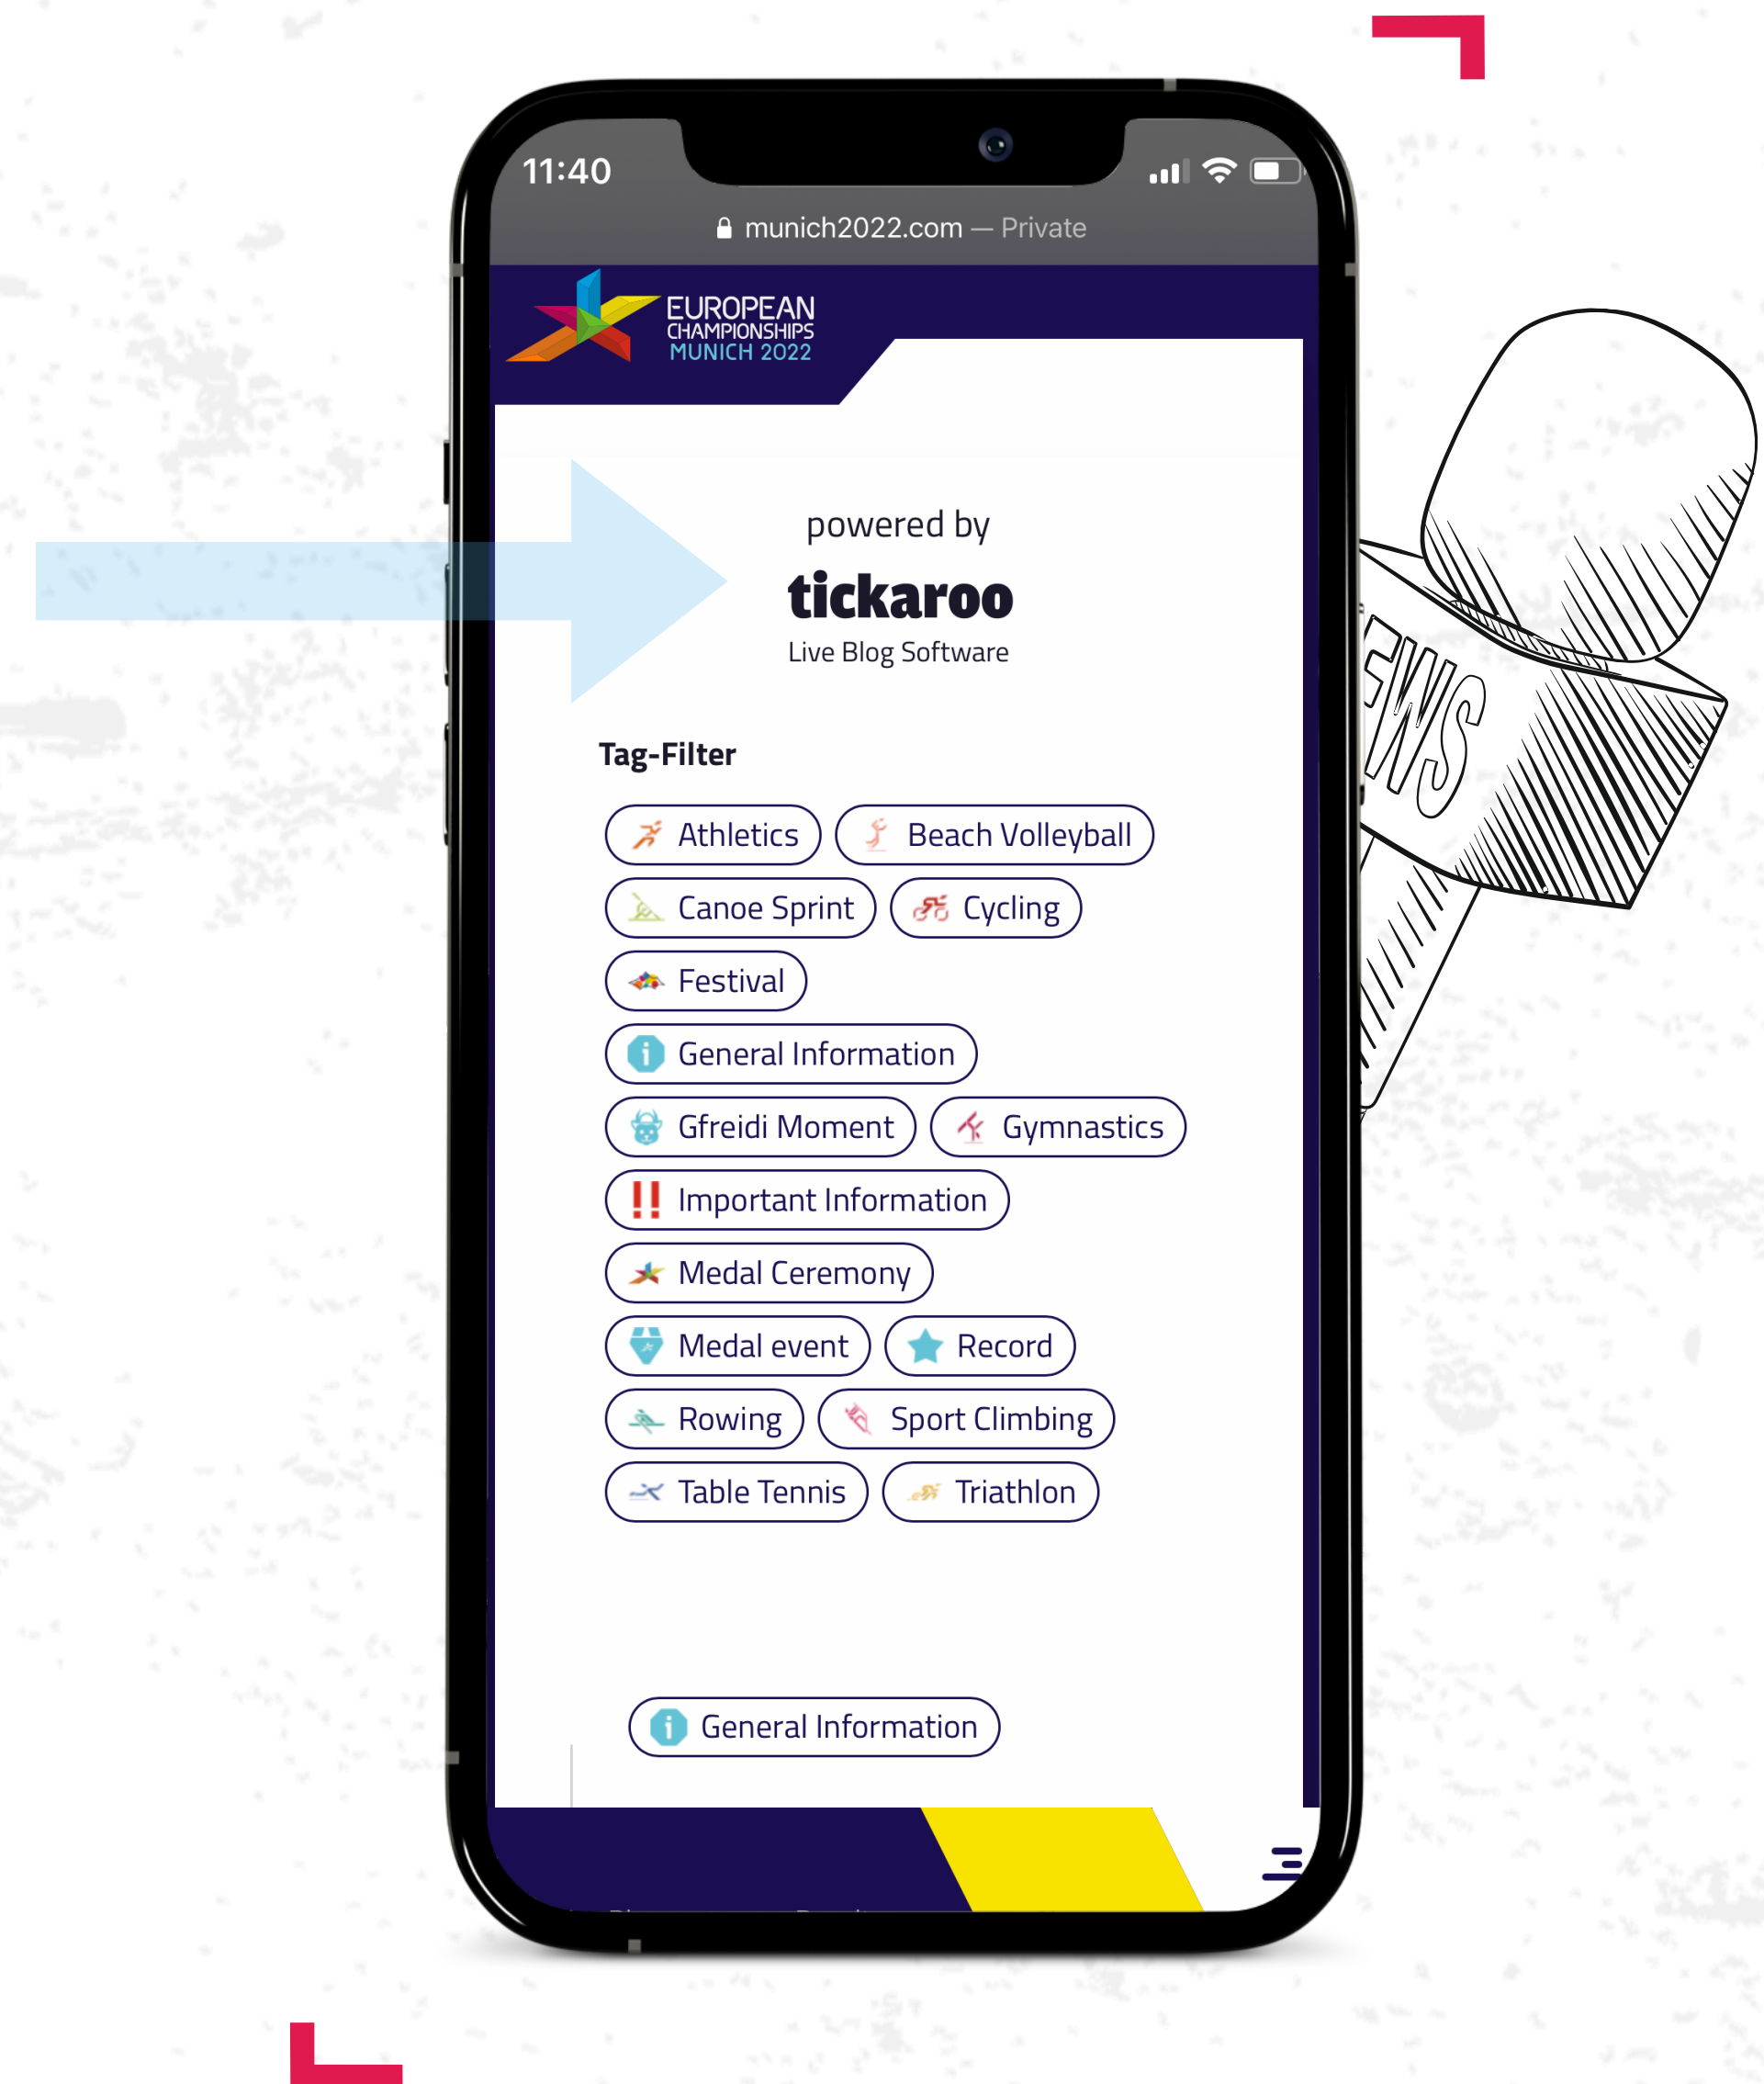 11:40
munich2022.com — Private
EUROPEAN
CHAMPIONSHIPS
MUNICH 2022
powered by
tickaroo
Live Blog Software
EWS
Tag-Filter
Athletics Beach Volleyball
Canoe Sprint Cycling
Festival
General Information
Gfreidi Moment Gymnastics
Important Information
Medal Ceremony
Medal event Record
Rowing Sport Climbing
Table Tennis Triathlon
General Information